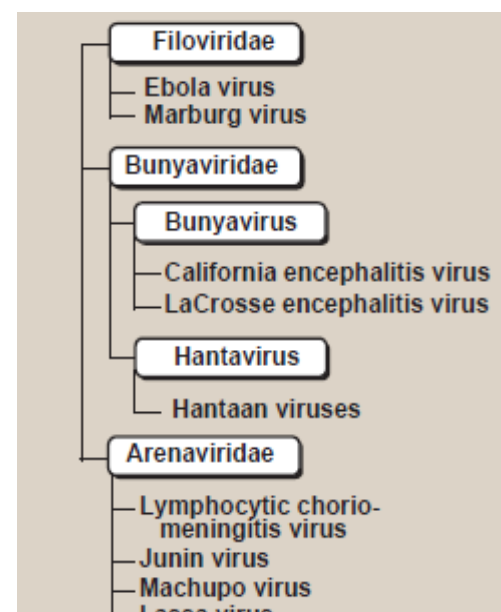 Filoviridae
Ebola virus
Marburg virus
Bunyaviridae
Bunyavirus
California encephalitis virus
LaCrosse encephalitis virus
Hantavirus
Hantaan viruses
Arenaviridae
Lymphocytic chorio-
meningitis virus
Junin virus
Machupo virus